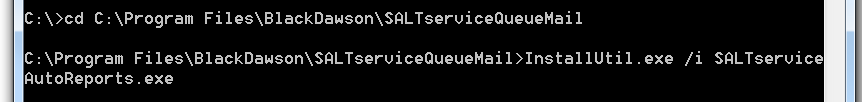 C:\>cd C:\Program Files\BlackDawson\SALTserviceQueueMail
C:\Program Files\BlackDawson\SALTserviceQueueMail>InstallUtil.exe /i SALTservice
AutoReports.exe